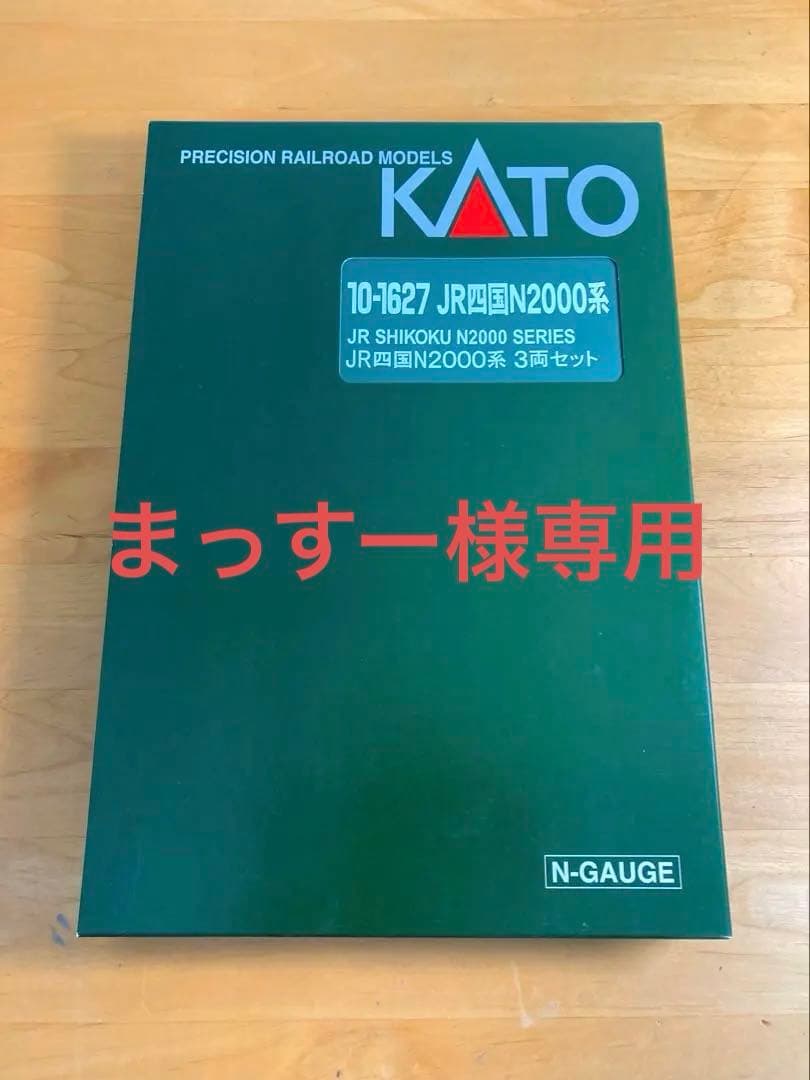 PRECISION RAILROAD MODELS
KATO
10-1627 JR四国N2000系
JR SHIKOKU N2000 SERIES
JR四国N2000系 3両セット
まっすー様専用
N-GAUGE